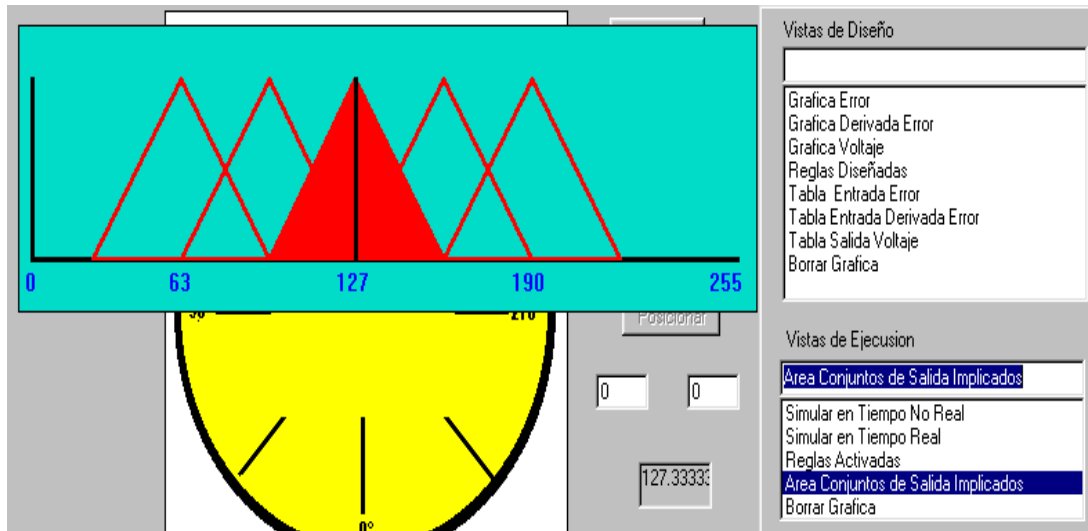 0 63 127 190 255
0°
Posicionar
0 0
127.33333
Vistas de Diseño
Grafica Error
Grafica Derivada Error
Grafica Voltaje
Reglas Diseñadas
Tabla Entrada Error
Tabla Entrada Derivada Error
Tabla Salida Voltaje
Borrar Grafica
Vistas de Ejecusion
Area Conjuntos de Salida Implicados
Simular en Tiempo No Real
Simular en Tiempo Real
Reglas Activadas
Area Conjuntos de Salida Implicados
Borrar Grafica